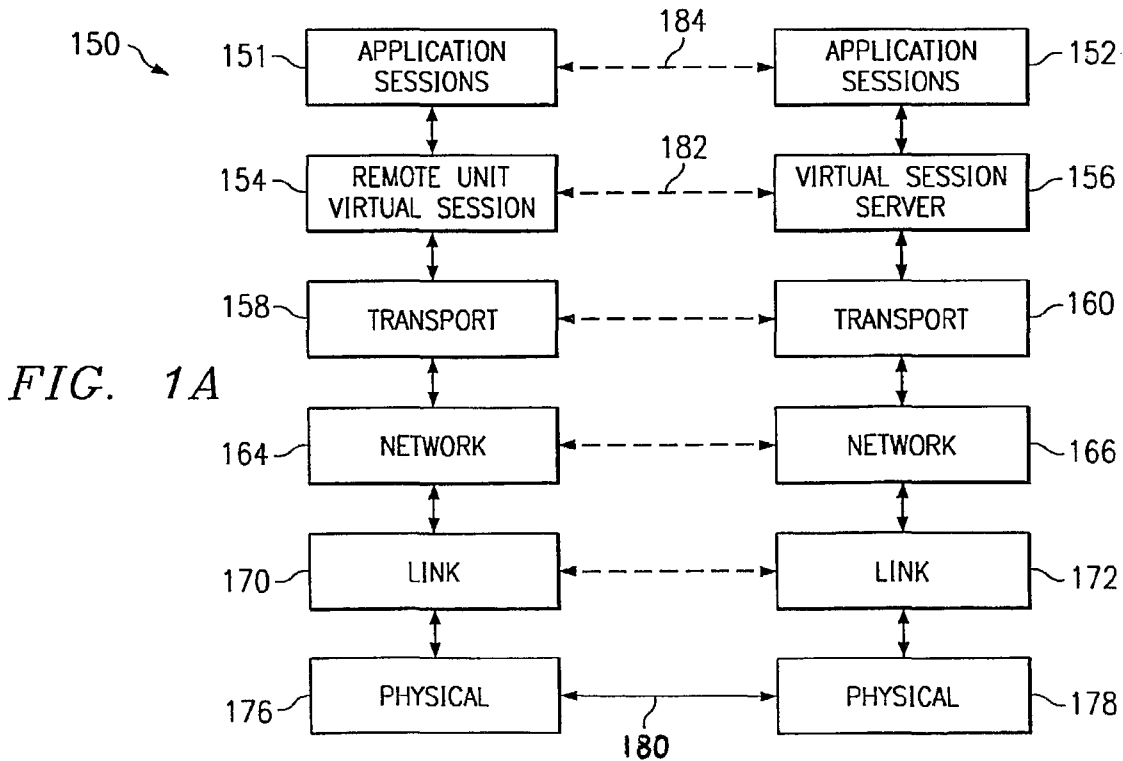 150
151
APPLICATION
SESSIONS
184
APPLICATION
SESSIONS
152
154
REMOTE UNIT
VIRTUAL SESSION
182
VIRTUAL SESSION
SERVER
156
158
TRANSPORT
TRANSPORT
160
FIG. 1A
164
NETWORK
NETWORK
166
170
LINK
LINK
172
176
PHYSICAL
180
PHYSICAL
178